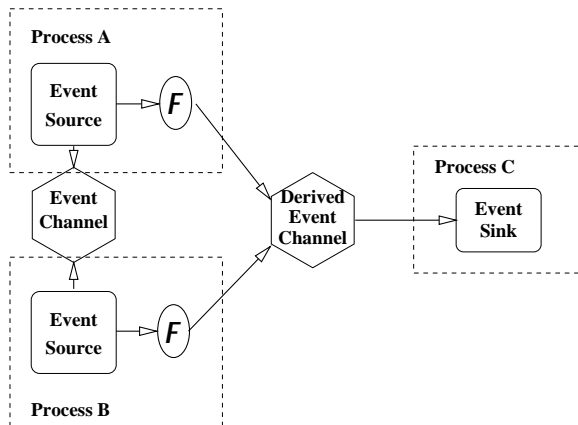 Process A
Event
Source
F
Event
Channel
Derived
Event
Channel
Process C
Event
Sink
Event
Source
F
Process B